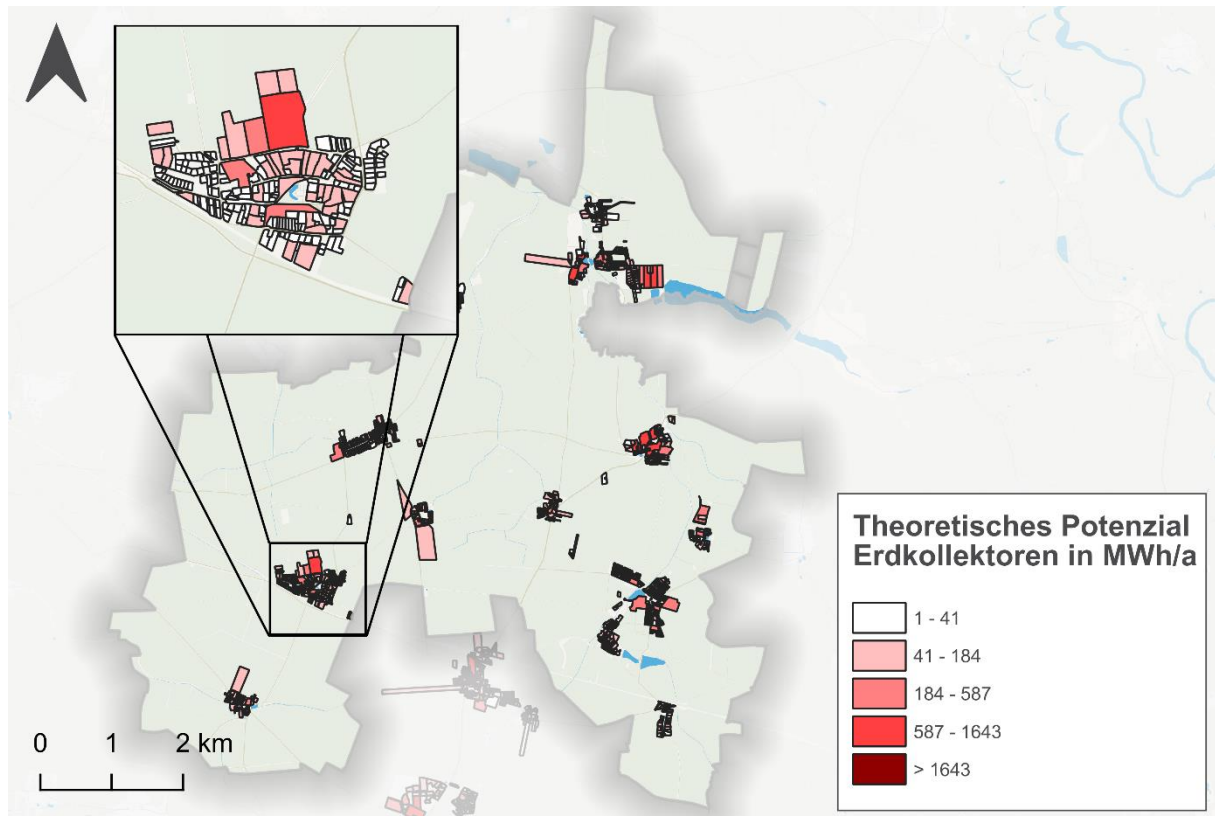 Theoretisches Potenzial
Erdkollektoren in MWh/a
1 - 41
41 - 184
184 - 587
587 - 1643
> 1643
0 1 2 km